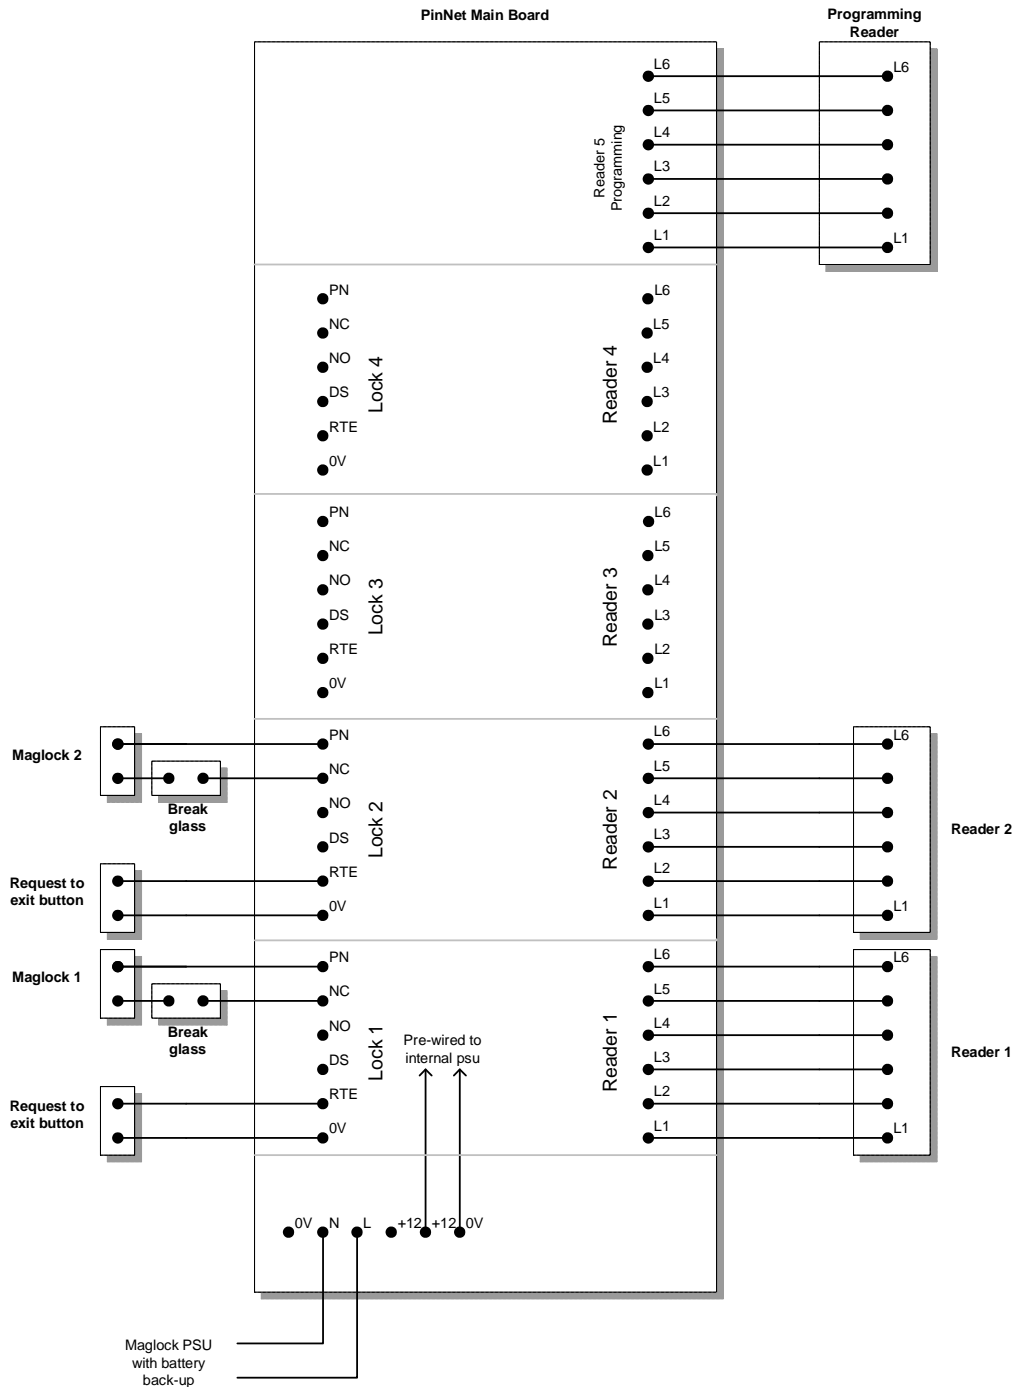 PinNet Main Board
Programming
Reader
L6
L5
L4
L3
L2
L1
Reader 5
Programming
L6
L1
PN
NC
NO
DS
RTE
0V
Lock 4
Reader 4
L6
L5
L4
L3
L2
L1
PN
NC
NO
DS
RTE
0V
Lock 3
Reader 3
L6
L5
L4
L3
L2
L1
Maglock 2
Break
glass
Request to
exit button
PN
NC
NO
DS
RTE
0V
Lock 2
Reader 2
L6
L5
L4
L3
L2
L1
L6
L1
Reader 2
Maglock 1
Break
glass
Request to
exit button
PN
NC
NO
DS
RTE
0V
Lock 1
Pre-wired to
internal psu
Reader 1
L6
L5
L4
L3
L2
L1
L6
L1
Reader 1
0V N L +12 +12 0V
Maglock PSU
with battery
back-up